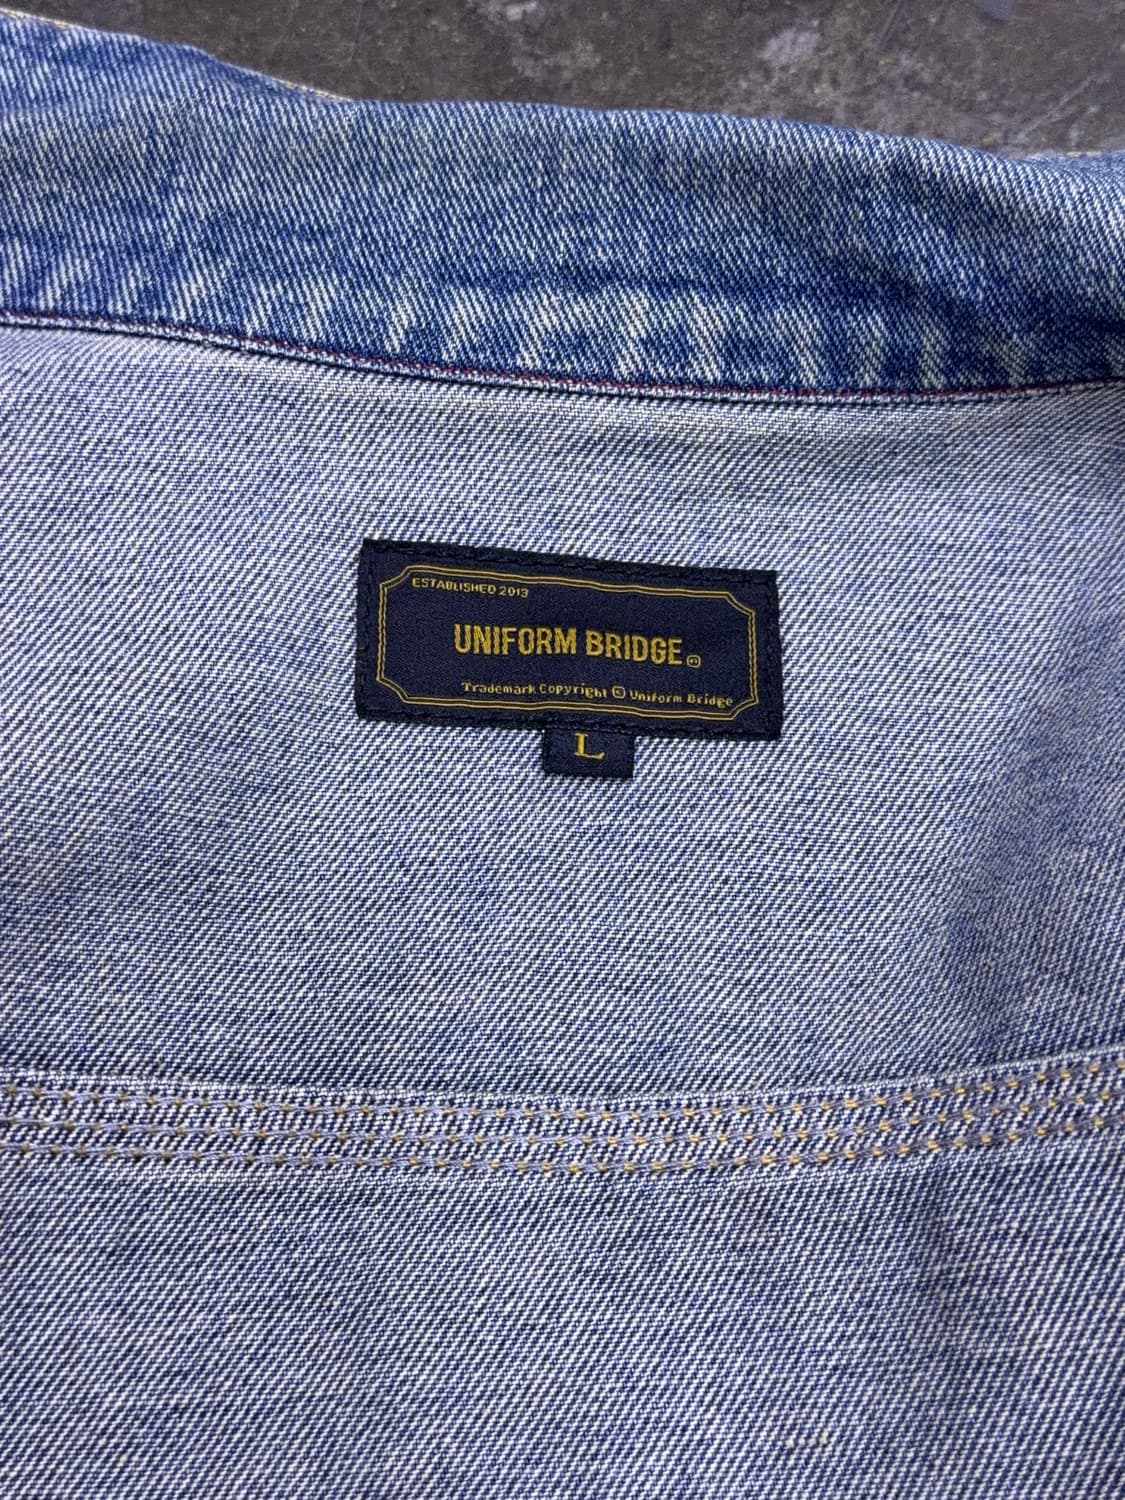 ESTABLISHED 2013
UNIFORM BRIDGE©
Trademark Copyright © Uniform Bridge
L